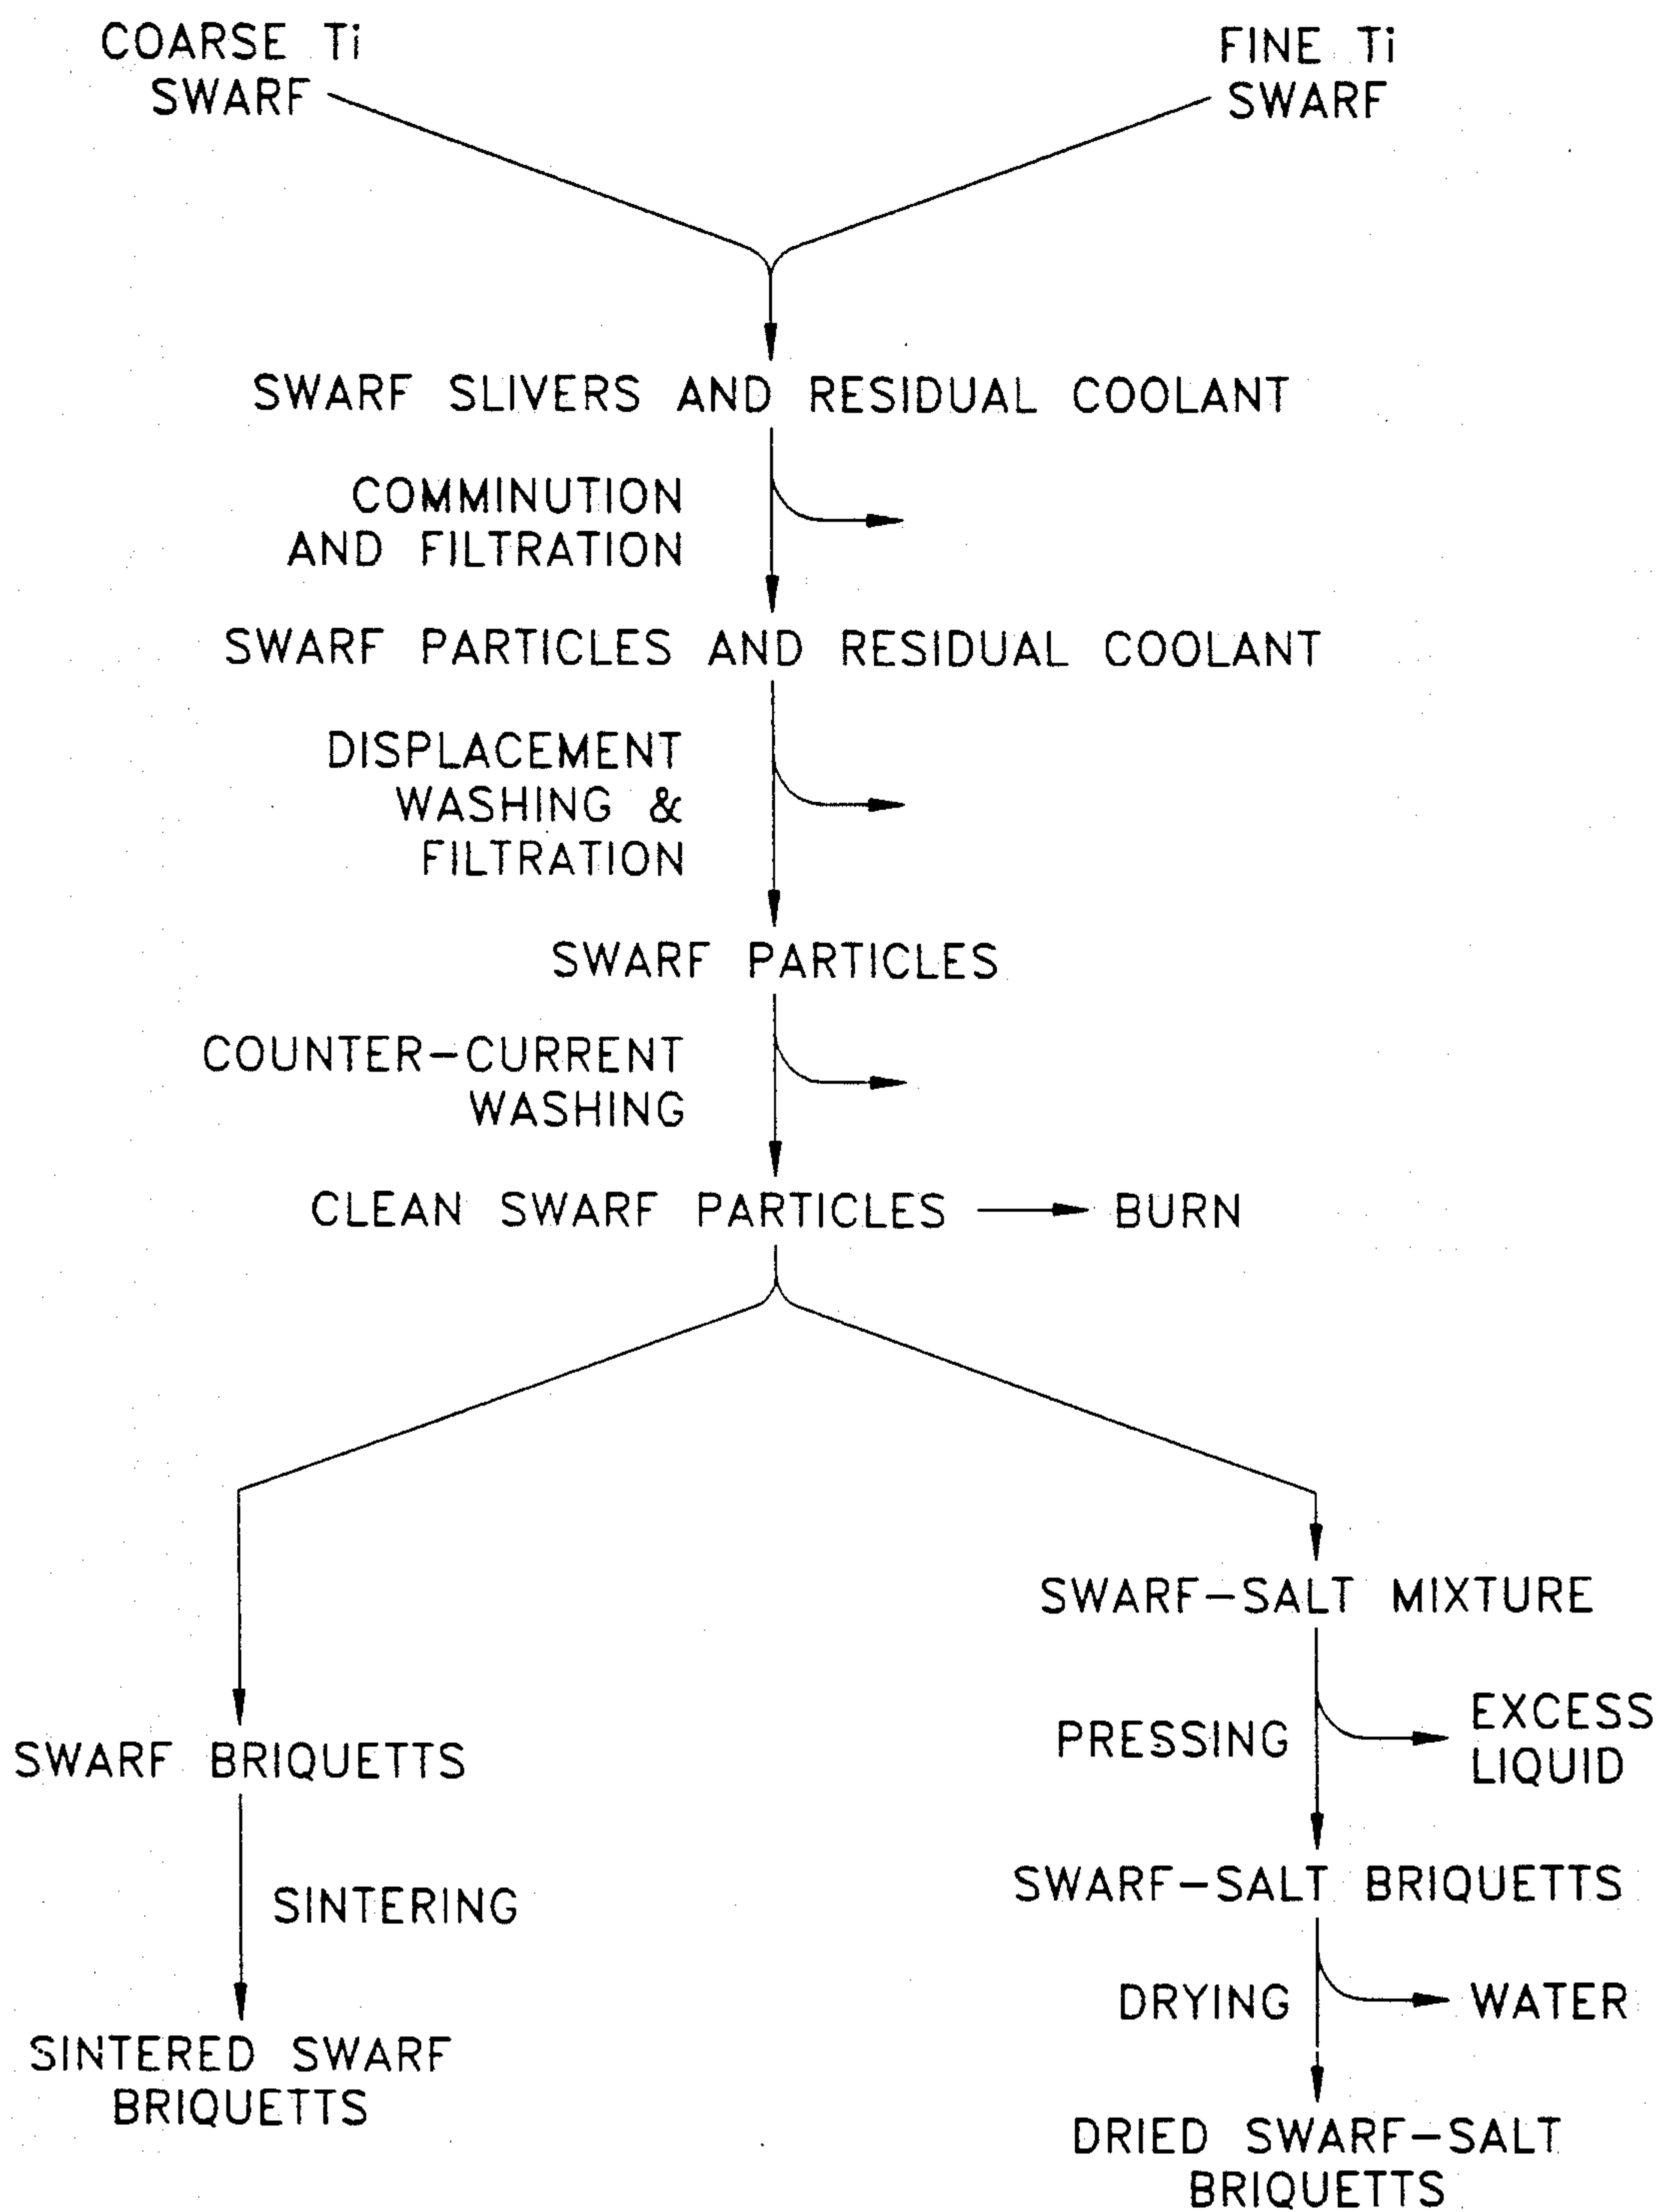 COARSE Ti
SWARF
FINE Ti
SWARF
SWARF SLIVERS AND RESIDUAL COOLANT
COMMINUTION
AND FILTRATION
SWARF PARTICLES AND RESIDUAL COOLANT
DISPLACEMENT
WASHING &
FILTRATION
SWARF PARTICLES
COUNTER-CURRENT
WASHING
CLEAN SWARF PARTICLES
BURN
SWARF BRIQUETTS
SINTERING
SINTERED SWARF
BRIQUETTS
SWARF-SALT MIXTURE
PRESSING
EXCESS
LIQUID
SWARF-SALT BRIQUETTS
DRYING
WATER
DRIED SWARF-SALT
BRIQUETTS